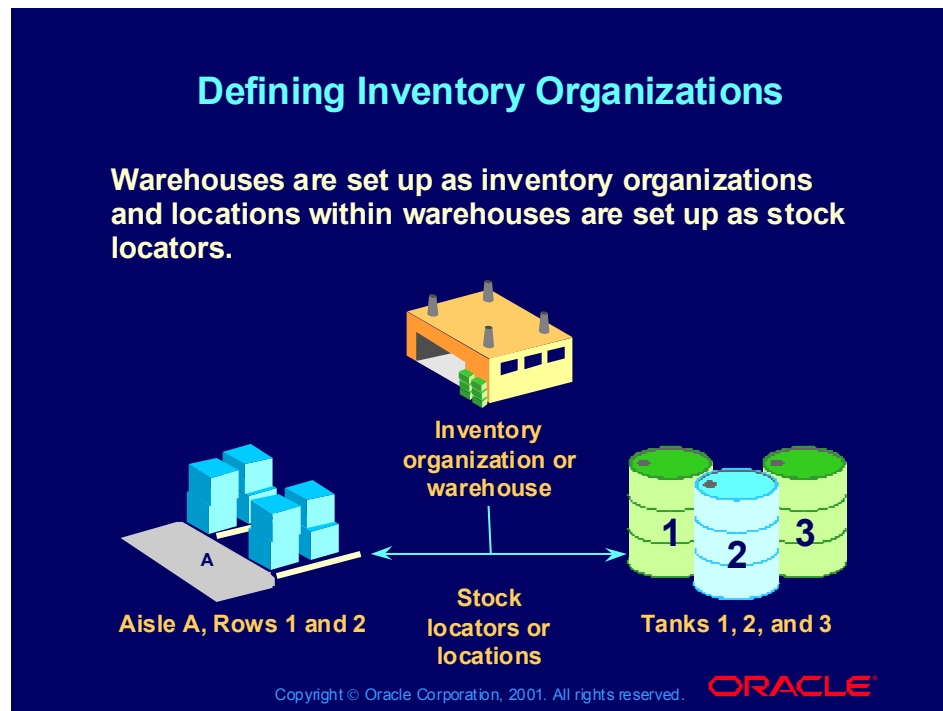 Defining Inventory Organizations
Warehouses are set up as inventory organizations
and locations within warehouses are set up as stock
locators.
Inventory
organization or
warehouse
A
1
2
3
Aisle A, Rows 1 and 2
Stock
locators or
locations
Tanks 1, 2, and 3
Copyright © Oracle Corporation, 2001. All rights reserved.
ORACLE®